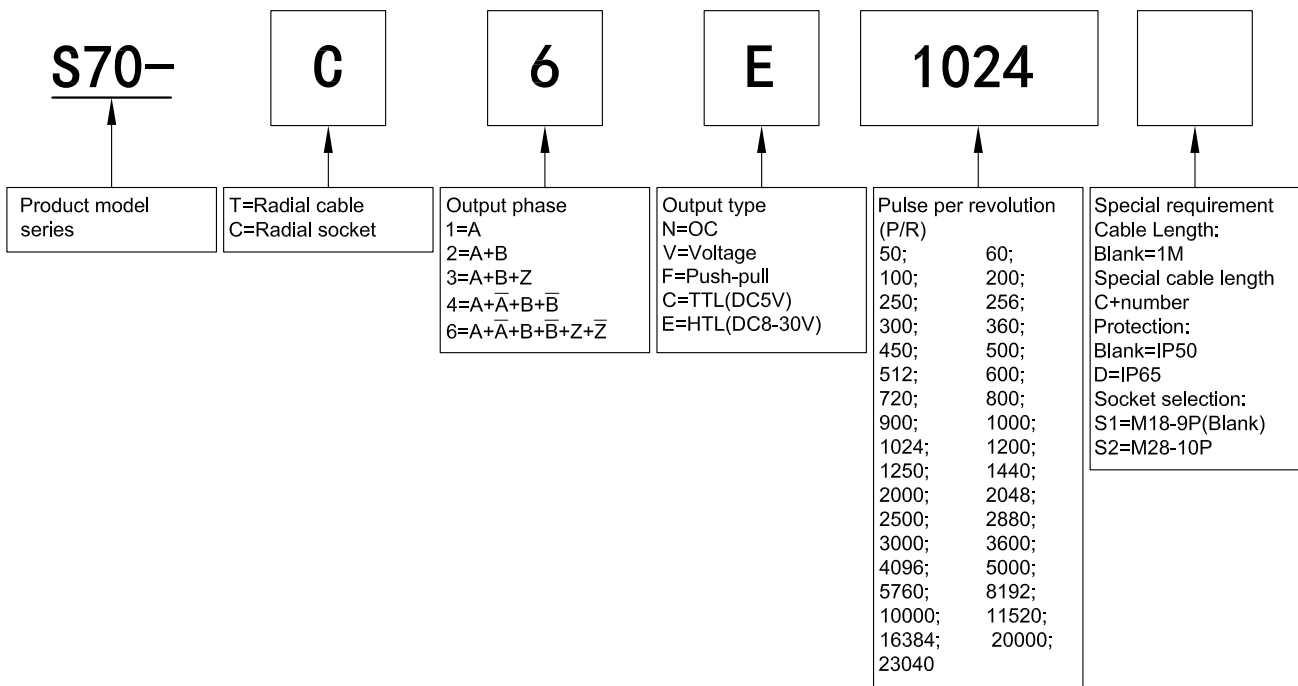 S70- C 6 E 1024
Product model
series
T=Radial cable
C=Radial socket
Output phase
1=A
2=A+B
3=A+B+Z
4=A+A̅+B+B̅
6=A+A̅+B+B̅+Z+Z̅
Output type
N=OC
V=Voltage
F=Push-pull
C=TTL(DC5V)
E=HTL(DC8-30V)
Pulse per revolution
(P/R)
50; 60;
100; 200;
250; 256;
300; 360;
450; 500;
512; 600;
720; 800;
900; 1000;
1024; 1200;
1250; 1440;
2000; 2048;
2500; 2880;
3000; 3600;
4096; 5000;
5760; 8192;
10000; 11520;
16384; 20000;
23040
Special requirement
Cable Length:
Blank=1M
Special cable length
C+number
Protection:
Blank=IP50
D=IP65
Socket selection:
S1=M18-9P(Blank)
S2=M28-10P